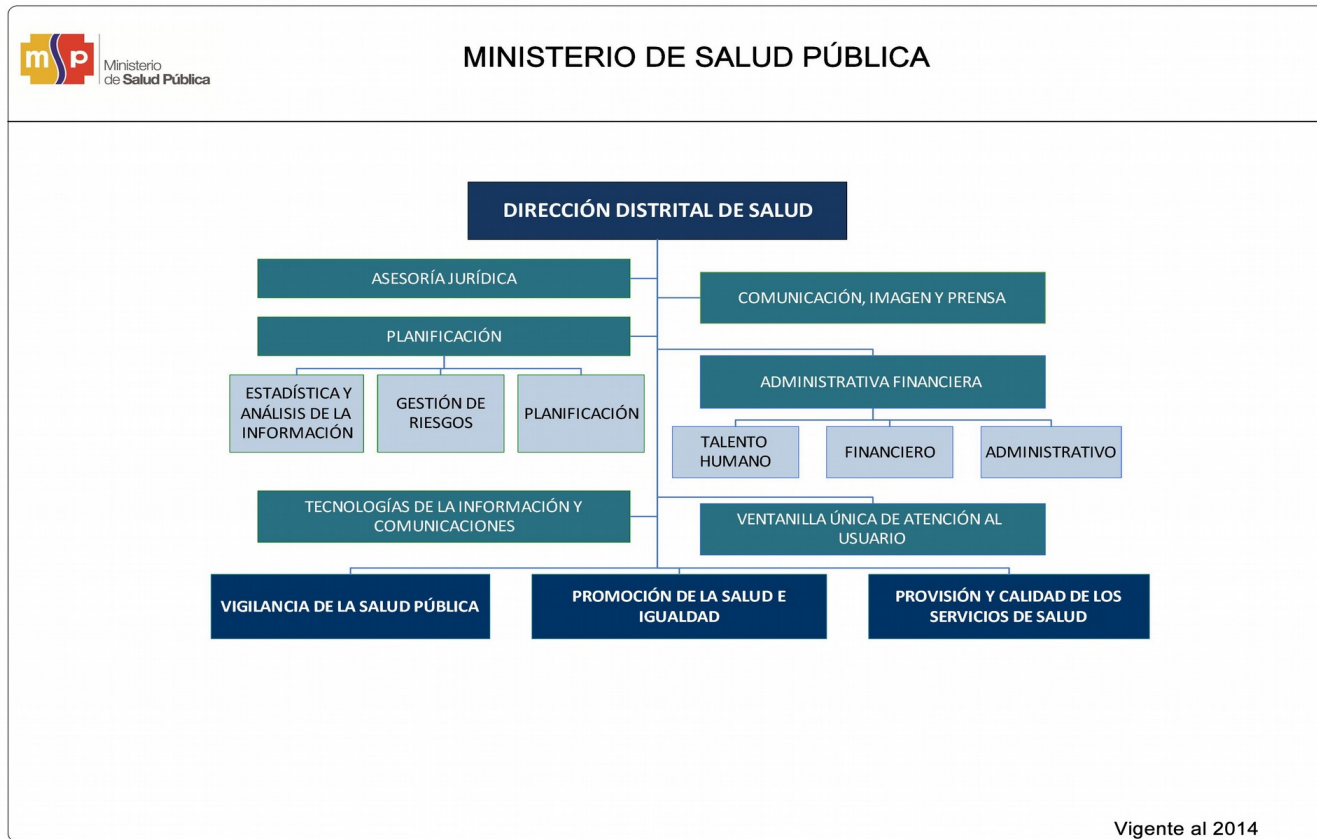 msp
Ministerio
de Salud Pública
MINISTERIO DE SALUD PÚBLICA
DIRECCIÓN DISTRITAL DE SALUD
ASESORÍA JURÍDICA
COMUNICACIÓN, IMAGEN Y PRENSA
PLANIFICACIÓN
ESTADÍSTICA Y
ANÁLISIS DE LA
INFORMACIÓN
GESTIÓN DE
RIESGOS
PLANIFICACIÓN
ADMINISTRATIVA FINANCIERA
TALENTO
HUMANO
FINANCIERO
ADMINISTRATIVO
TECNOLOGÍAS DE LA INFORMACIÓN Y
COMUNICACIONES
VENTANILLA ÚNICA DE ATENCIÓN AL
USUARIO
VIGILANCIA DE LA SALUD PÚBLICA
PROMOCIÓN DE LA SALUD E
IGUALDAD
PROVISIÓN Y CALIDAD DE LOS
SERVICIOS DE SALUD
Vigente al 2014